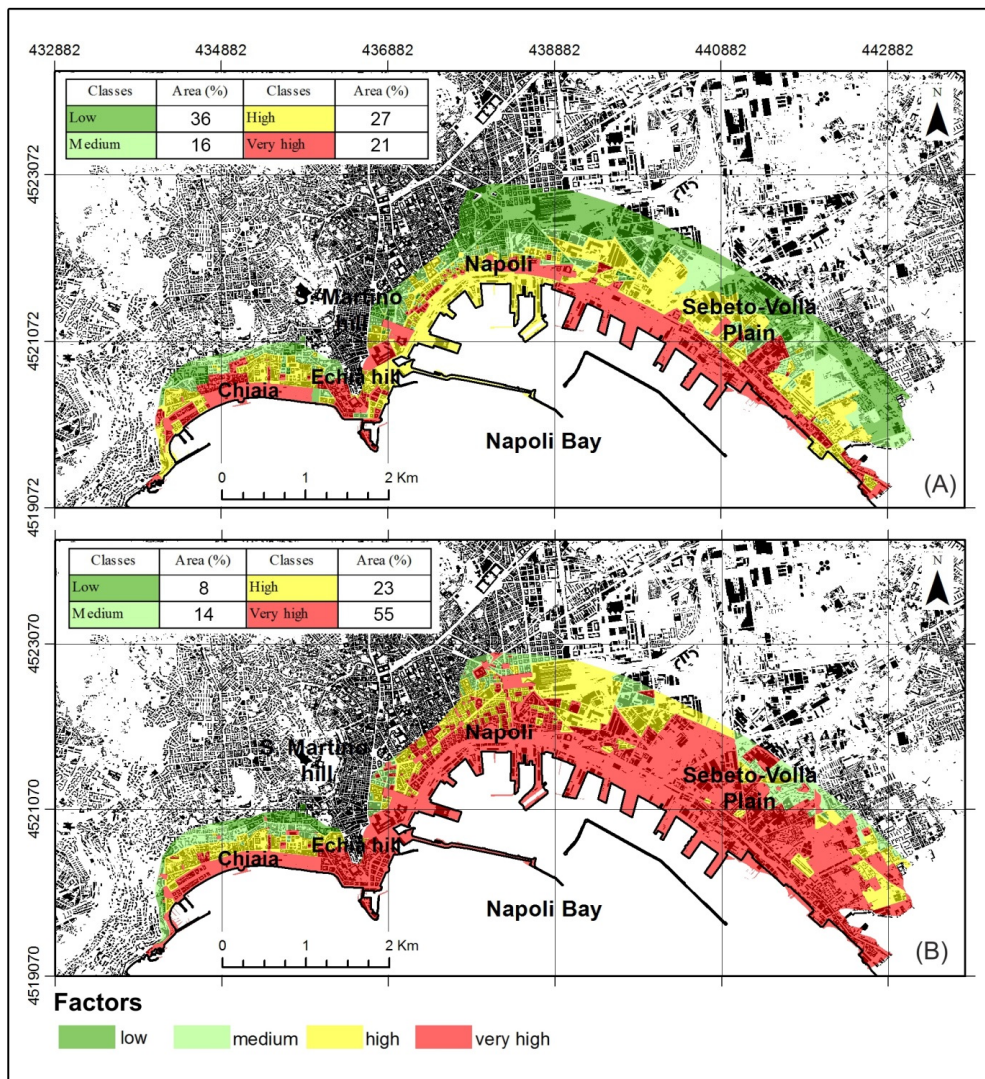 432882 434882 436882 438882 440882 442882
Classes Area (%) Classes Area (%)
Low 36 High 27
Medium 16 Very high 21
N
4523072
4521072
4519072
Napoli
S. Martino
hill
Sebeto-Volla
Plain
Echia hill
Chiaia
Napoli Bay
0 1 2 Km
(A)
Classes Area (%) Classes Area (%)
Low 8 High 23
Medium 14 Very high 55
N
4523070
4521070
4519070
Napoli
S. Martino
hill
Sebeto-Volla
Plain
Echia hill
Chiaia
Napoli Bay
0 1 2 Km
(B)
Factors
low medium high very high